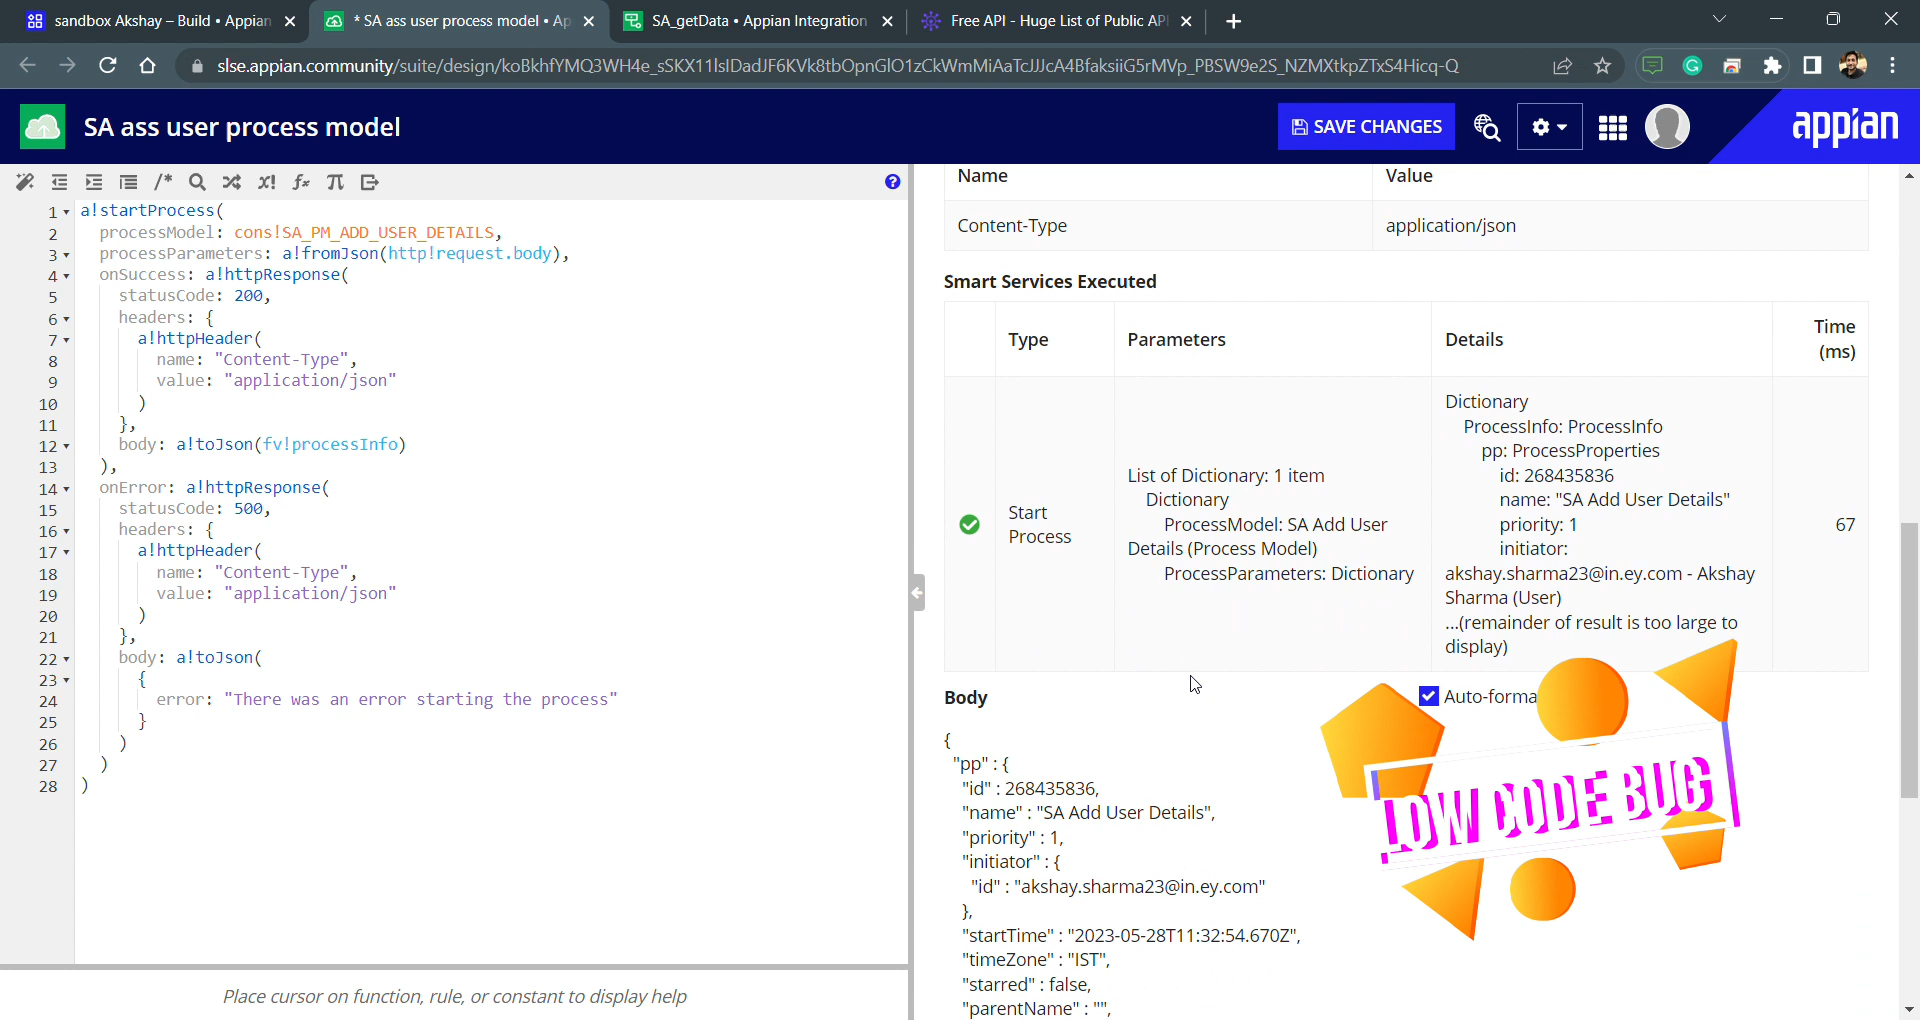 sandbox Akshay – Build • Appian
* SA ass user process model • Ap
SA_getData • Appian Integration
Free API - Huge List of Public API
slse.appian.community/suite/design/koBkhfYMQ3WH4e_sSKX11lsIDadJF6KVk8tbOpnGlO1zCkWmMiAaTcJJJcA4BfaksiiG5rMVp_PBSW9e2S_NZMXtkpZTxS4Hicq-Q
SA ass user process model
SAVE CHANGES
appian
1 a!startProcess(
2 processModel: cons!SA_PM_ADD_USER_DETAILS,
3 processParameters: a!fromJson(http!request.body),
4 onSuccess: a!httpResponse(
5 statusCode: 200,
6 headers: {
7 a!httpHeader(
8 name: "Content-Type",
9 value: "application/json"
10 )
11 },
12 body: a!toJson(fv!processInfo)
13 ),
14 onError: a!httpResponse(
15 statusCode: 500,
16 headers: {
17 a!httpHeader(
18 name: "Content-Type",
19 value: "application/json"
20 )
21 },
22 body: a!toJson(
23 {
24 error: "There was an error starting the process"
25 }
26 )
27 )
28 )
Place cursor on function, rule, or constant to display help
Name Value
Content-Type application/json
Smart Services Executed
Type Parameters Details Time (ms)
Start
Process
List of Dictionary: 1 item
Dictionary
ProcessModel: SA Add User
Details (Process Model)
ProcessParameters: Dictionary
Dictionary
ProcessInfo: ProcessInfo
pp: ProcessProperties
id: 268435836
name: "SA Add User Details"
priority: 1
initiator:
akshay.sharma23@in.ey.com - Akshay
Sharma (User)
...(remainder of result is too large to
display)
67
Body
Auto-forma
{
"pp" : {
"id" : 268435836,
"name" : "SA Add User Details",
"priority" : 1,
"initiator" : {
"id" : "akshay.sharma23@in.ey.com"
},
"startTime" : "2023-05-28T11:32:54.670Z",
"timeZone" : "IST",
"starred" : false,
"parentName" : "",
LOW CODE BUG